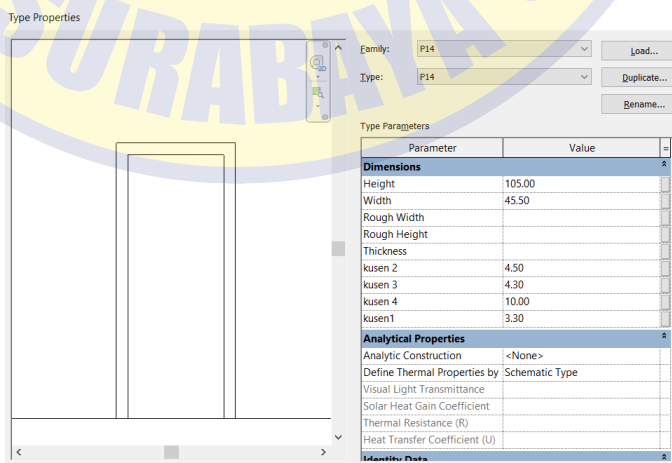 Type Properties
SURABAYA
2D
Family: P14 Load...
Type: P14 Duplicate...
Rename...
Type Parameters
Parameter Value =
Dimensions
Height 105.00
Width 45.50
Rough Width
Rough Height
Thickness
kusen 2 4.50
kusen 3 4.30
kusen 4 10.00
kusen1 3.30
Analytical Properties
Analytic Construction <None>
Define Thermal Properties by Schematic Type
Visual Light Transmittance
Solar Heat Gain Coefficient
Thermal Resistance (R)
Heat Transfer Coefficient (U)
Identity Data